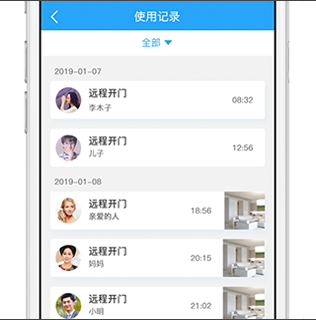 使用记录
全部
2019-01-07
远程开门
08:32
李木子
远程开门
12:56
儿子
2019-01-08
远程开门
18:56
亲爱的人
远程开门
20:15
妈妈
远程开门
21:02
小明